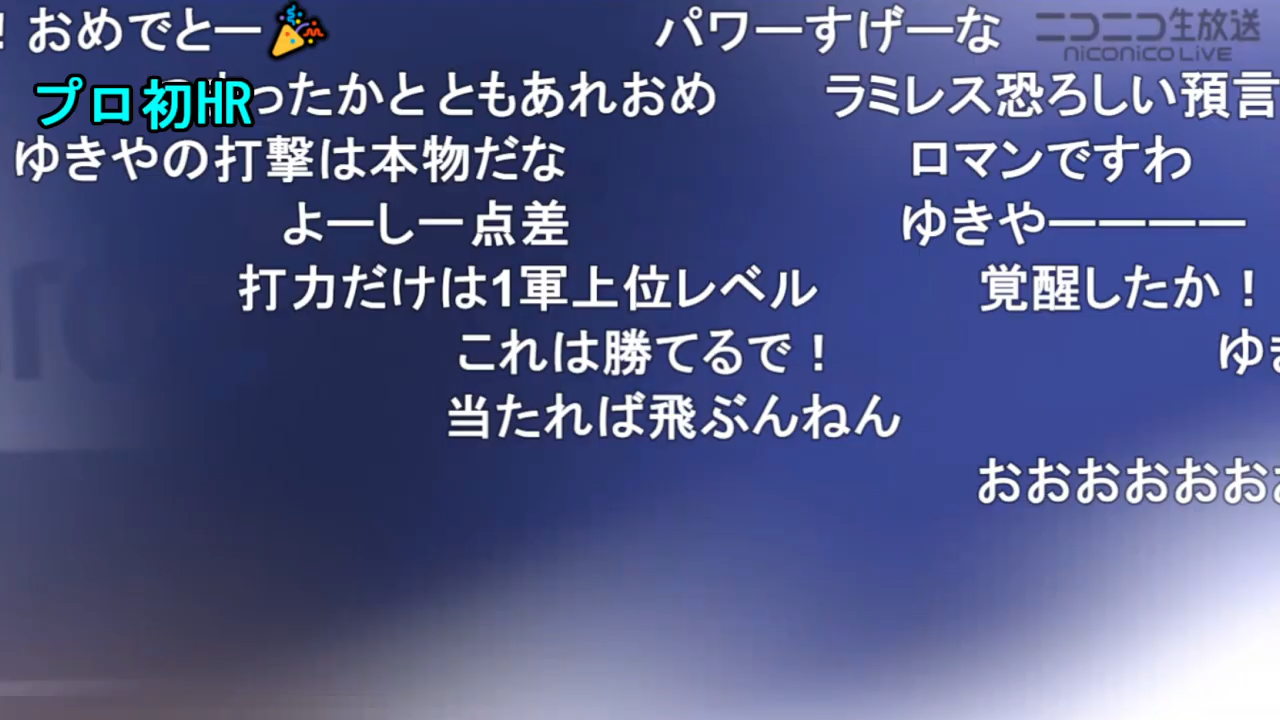 ！おめでとー🎉
パワーすげーな
ニコニコ生放送
niconico LIVE
プロ初HR
ったかとともあれおめ
ラミレス恐ろしい預言
ゆきやの打撃は本物だな
ロマンですわ
よーしー点差
ゆきやーーーー
打力だけは1軍上位レベル
覚醒したか！
これは勝てるで！
ゆき
当たれば飛ぶんねん
おおおおおお